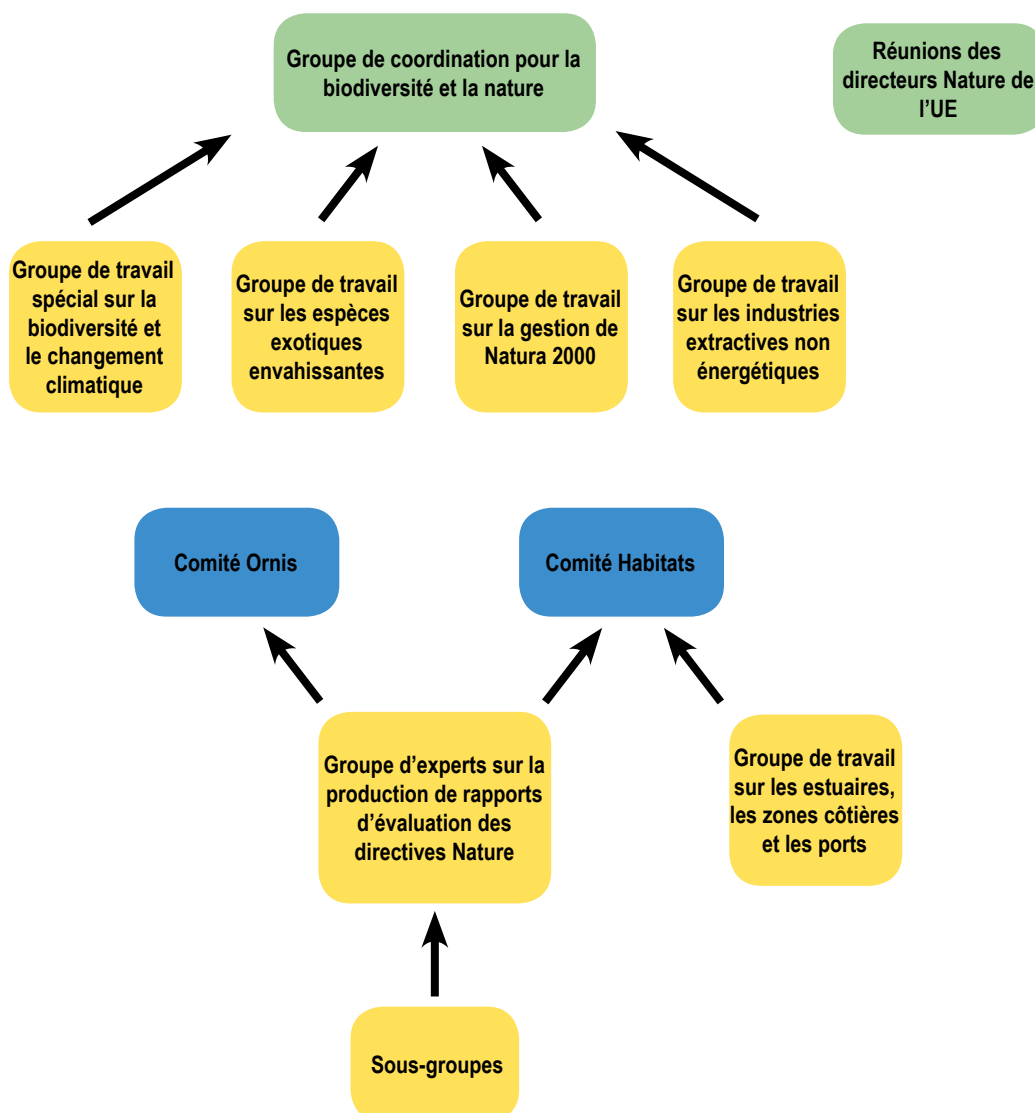 Groupe de coordination pour la
biodiversité et la nature
Réunions des
directeurs Nature de
l’UE
Groupe de travail
spécial sur la
biodiversité et
le changement
climatique
Groupe de travail
sur les espèces
exotiques
envahissantes
Groupe de travail
sur la gestion de
Natura 2000
Groupe de travail
sur les industries
extractives non
énergétiques
Comité Ornis
Comité Habitats
Groupe d’experts sur la
production de rapports
d’évaluation des
directives Nature
Groupe de travail
sur les estuaires,
les zones côtières
et les ports
Sous-groupes